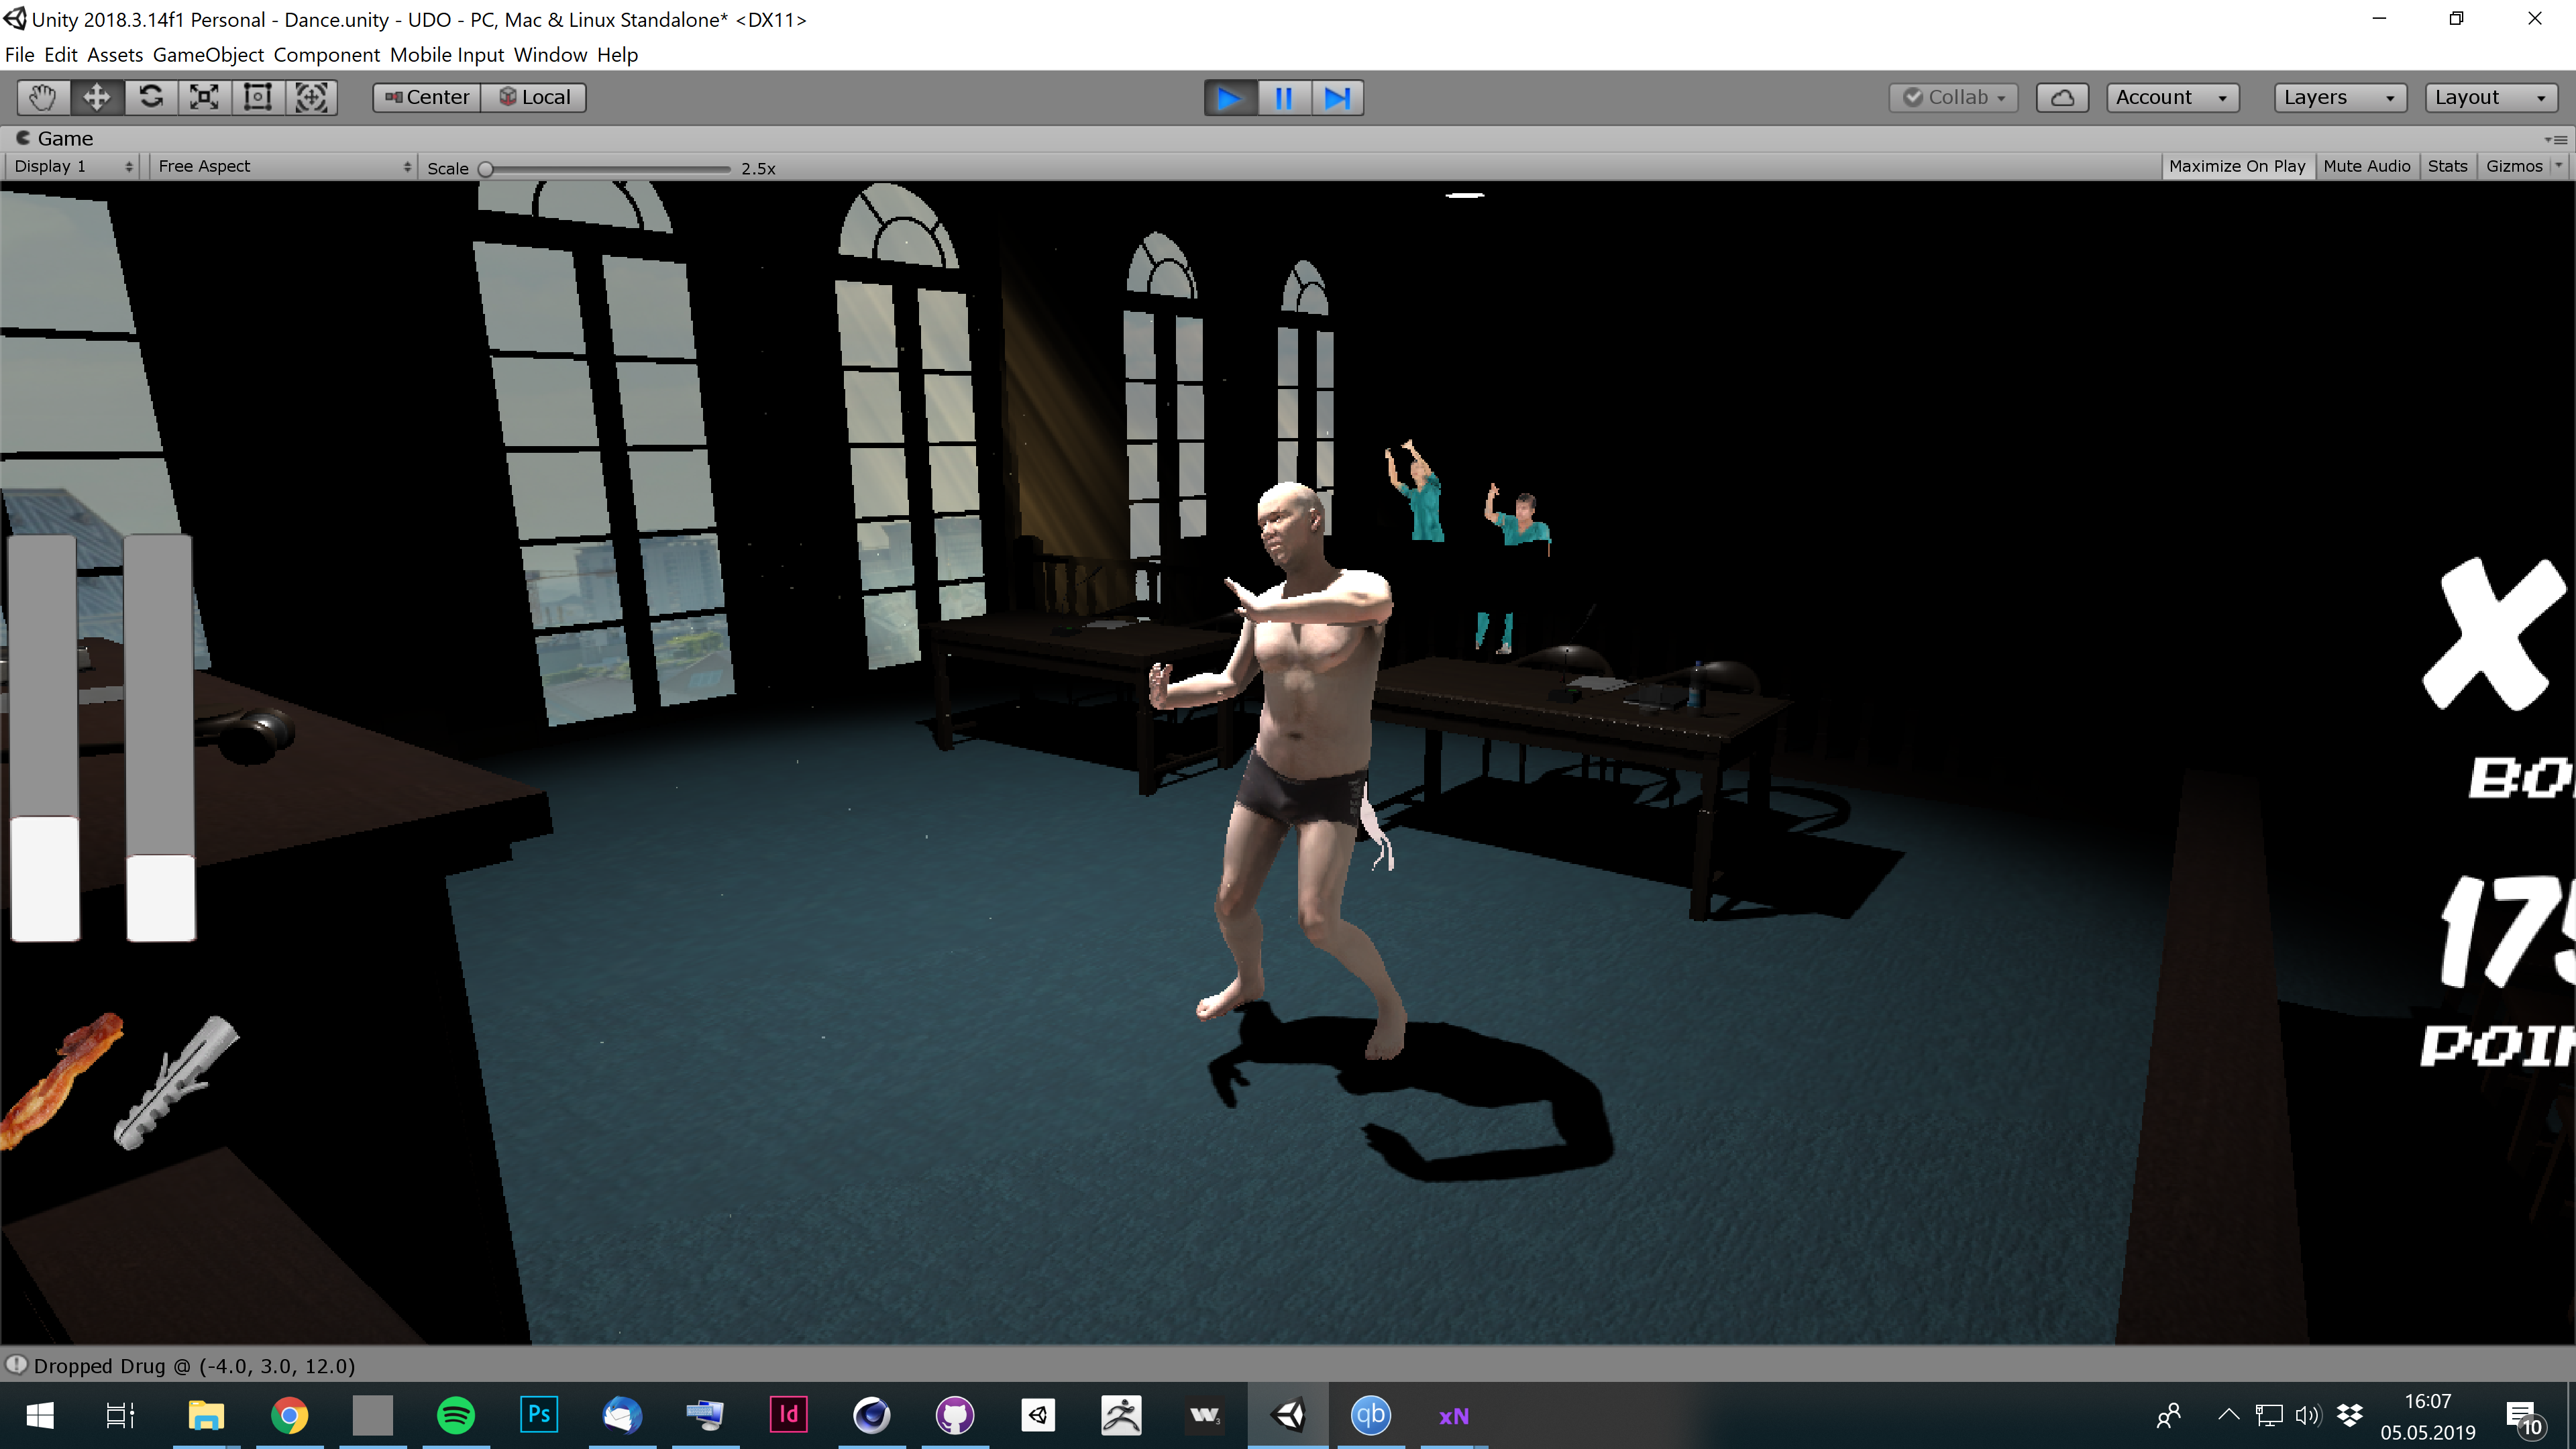 Unity 2018.3.14f1 Personal - Dance.unity - UDO - PC, Mac & Linux Standalone* <DX11>
File Edit Assets GameObject Component Mobile Input Window Help
Center Local Collab Account Layers Layout
Game
Display 1 Free Aspect Scale 2.5x Maximize On Play Mute Audio Stats Gizmos
175
POIN
Dropped Drug @ (-4.0, 3.0, 12.0)
Ps Id W3 qb xN
16:07
05.05.2019
10